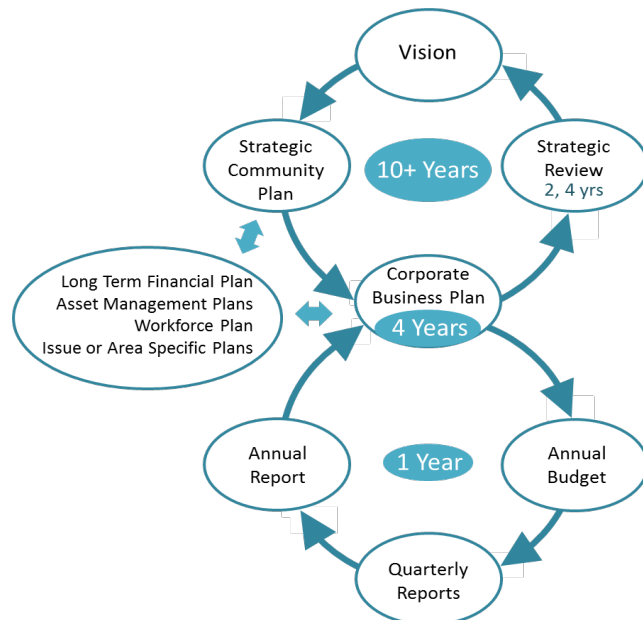 Vision
Strategic
Community
Plan
10+ Years
Strategic
Review
2, 4 yrs
Long Term Financial Plan
Asset Management Plans
Workforce Plan
Issue or Area Specific Plans
Corporate
Business Plan
4 Years
Annual
Report
1 Year
Annual
Budget
Quarterly
Reports